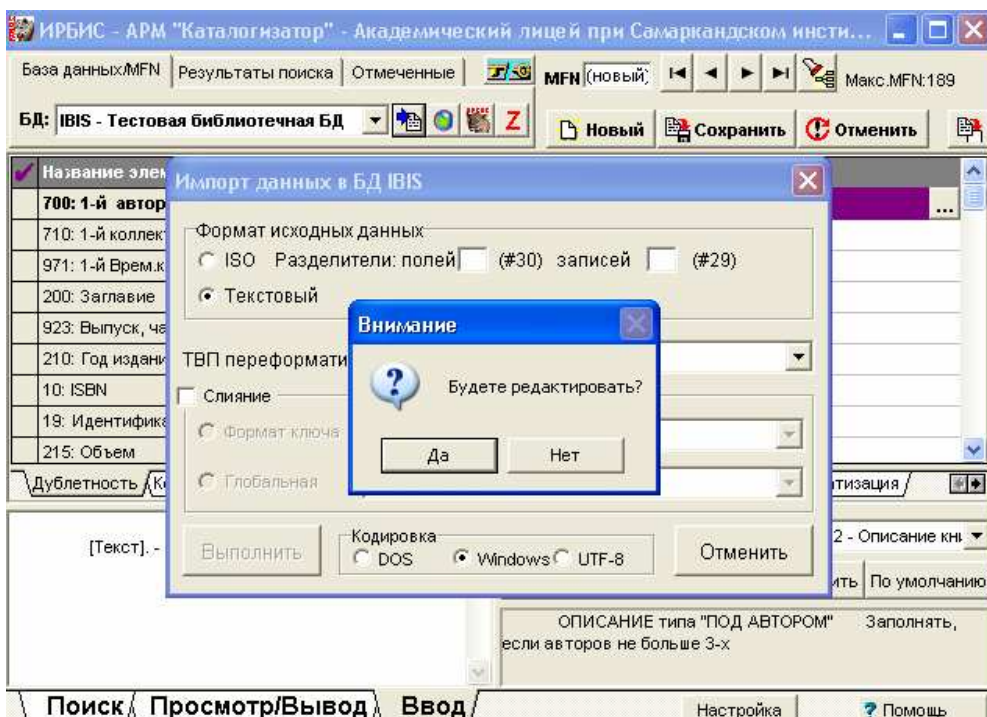 ИРБИС - АРМ "Каталогизатор" - Академический лицей при Самаркандском инсти...
База данных/MFN Результаты поиска Отмеченные MFN (новый) Макс.MFN:189
БД: IBIS - Тестовая библиотечная БД Z Новый Сохранить Отменить
Название элем
700: 1-й автор ...
710: 1-й коллек
971: 1-й Врем.к
200: Заглавие
923: Выпуск, ча
210: Год издани
10: ISBN
19: Идентифика
215: Объем
Дублетность тизация
Импорт данных в БД IBIS
Формат исходных данных
ISO Разделители: полей (#30) записей (#29)
Текстовый
ТВП переформати
Слияние
Формат ключа
Глобальная
Выполнить
Кодировка
DOS Windows UTF-8
Отменить
Внимание
Будете редактировать?
Да Нет
[Текст]. -
2 - Описание кни
ить По умолчанию
ОПИСАНИЕ типа "ПОД АВТОРОМ" Заполнять,
если авторов не больше 3-х
Поиск Просмотр/Вывод Ввод Настройка ? Помощь